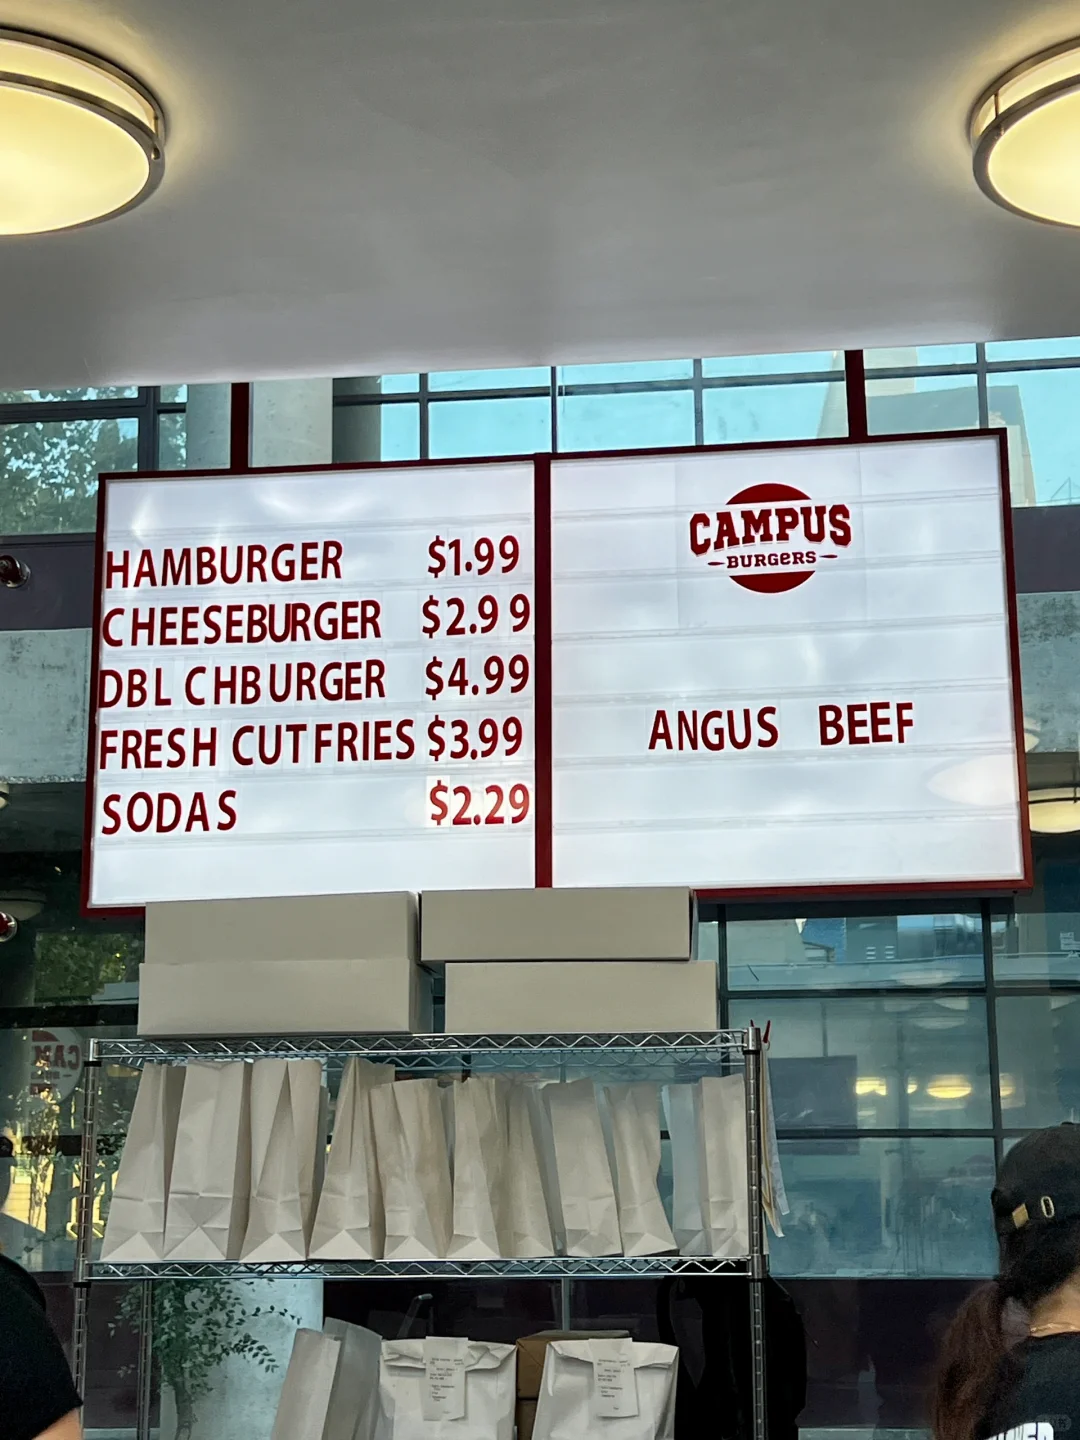 HAMBURGER $1.99
CHEESEBURGER $2.99
DBL CHBURGER $4.99
FRESH CUT FRIES $3.99
SODAS $2.29
CAMPUS
BURGERS
ANGUS BEEF